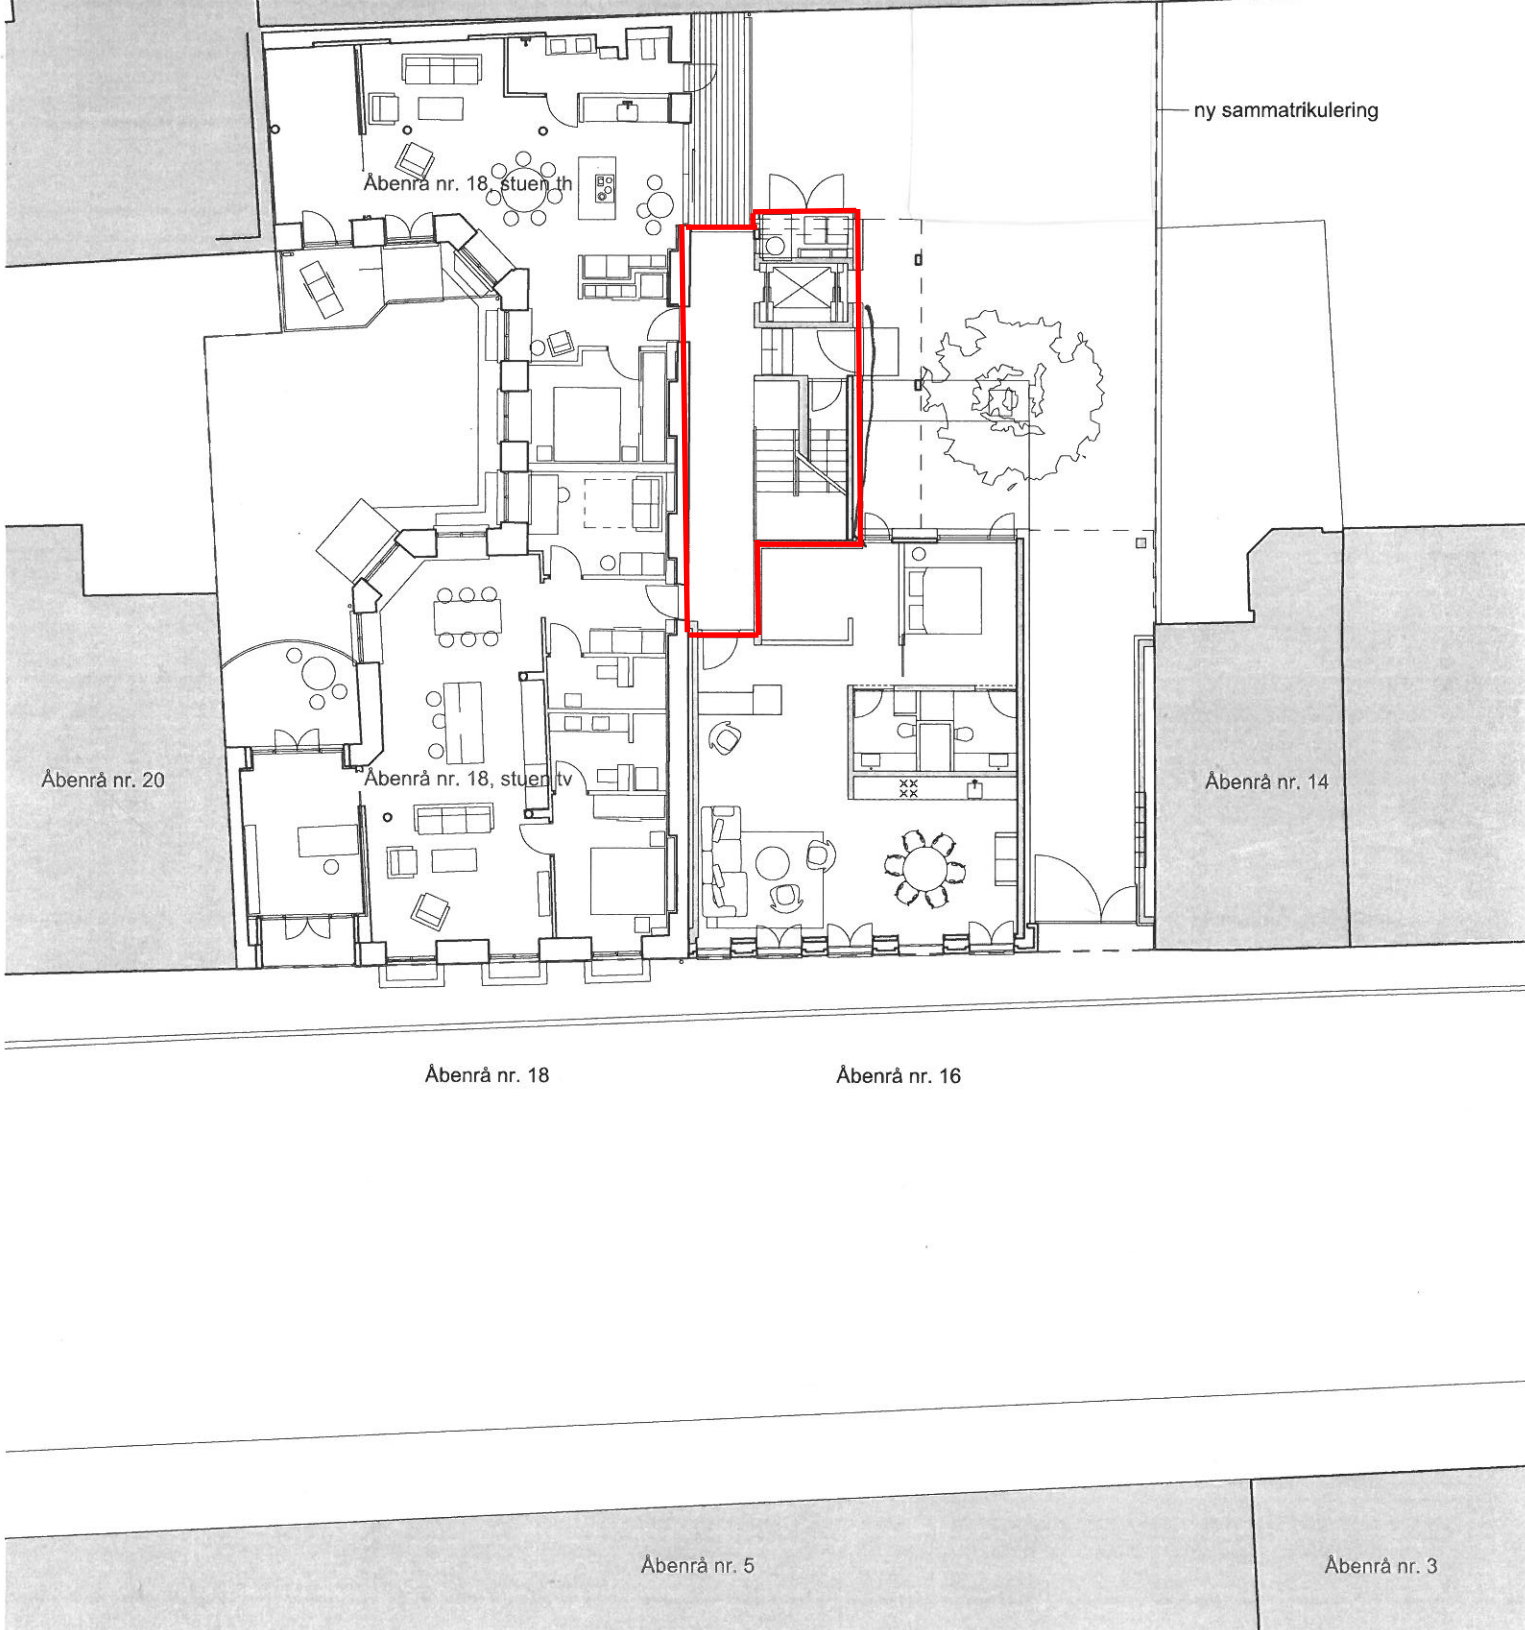 ny sammatrikulering
Åbenrå nr. 18, stuen th
Åbenrå nr. 20
Åbenrå nr. 18, stuen tv
Åbenrå nr. 14
Åbenrå nr. 18
Åbenrå nr. 16
Åbenrå nr. 5
Åbenrå nr. 3